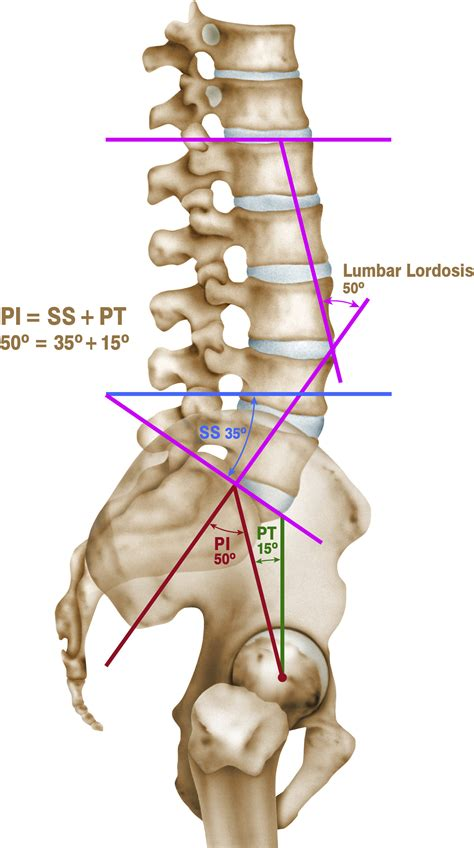 Lumbar Lordosis
50º
PI = SS + PT
50º = 35º + 15º
SS 35º
PI
50º
PT
15º